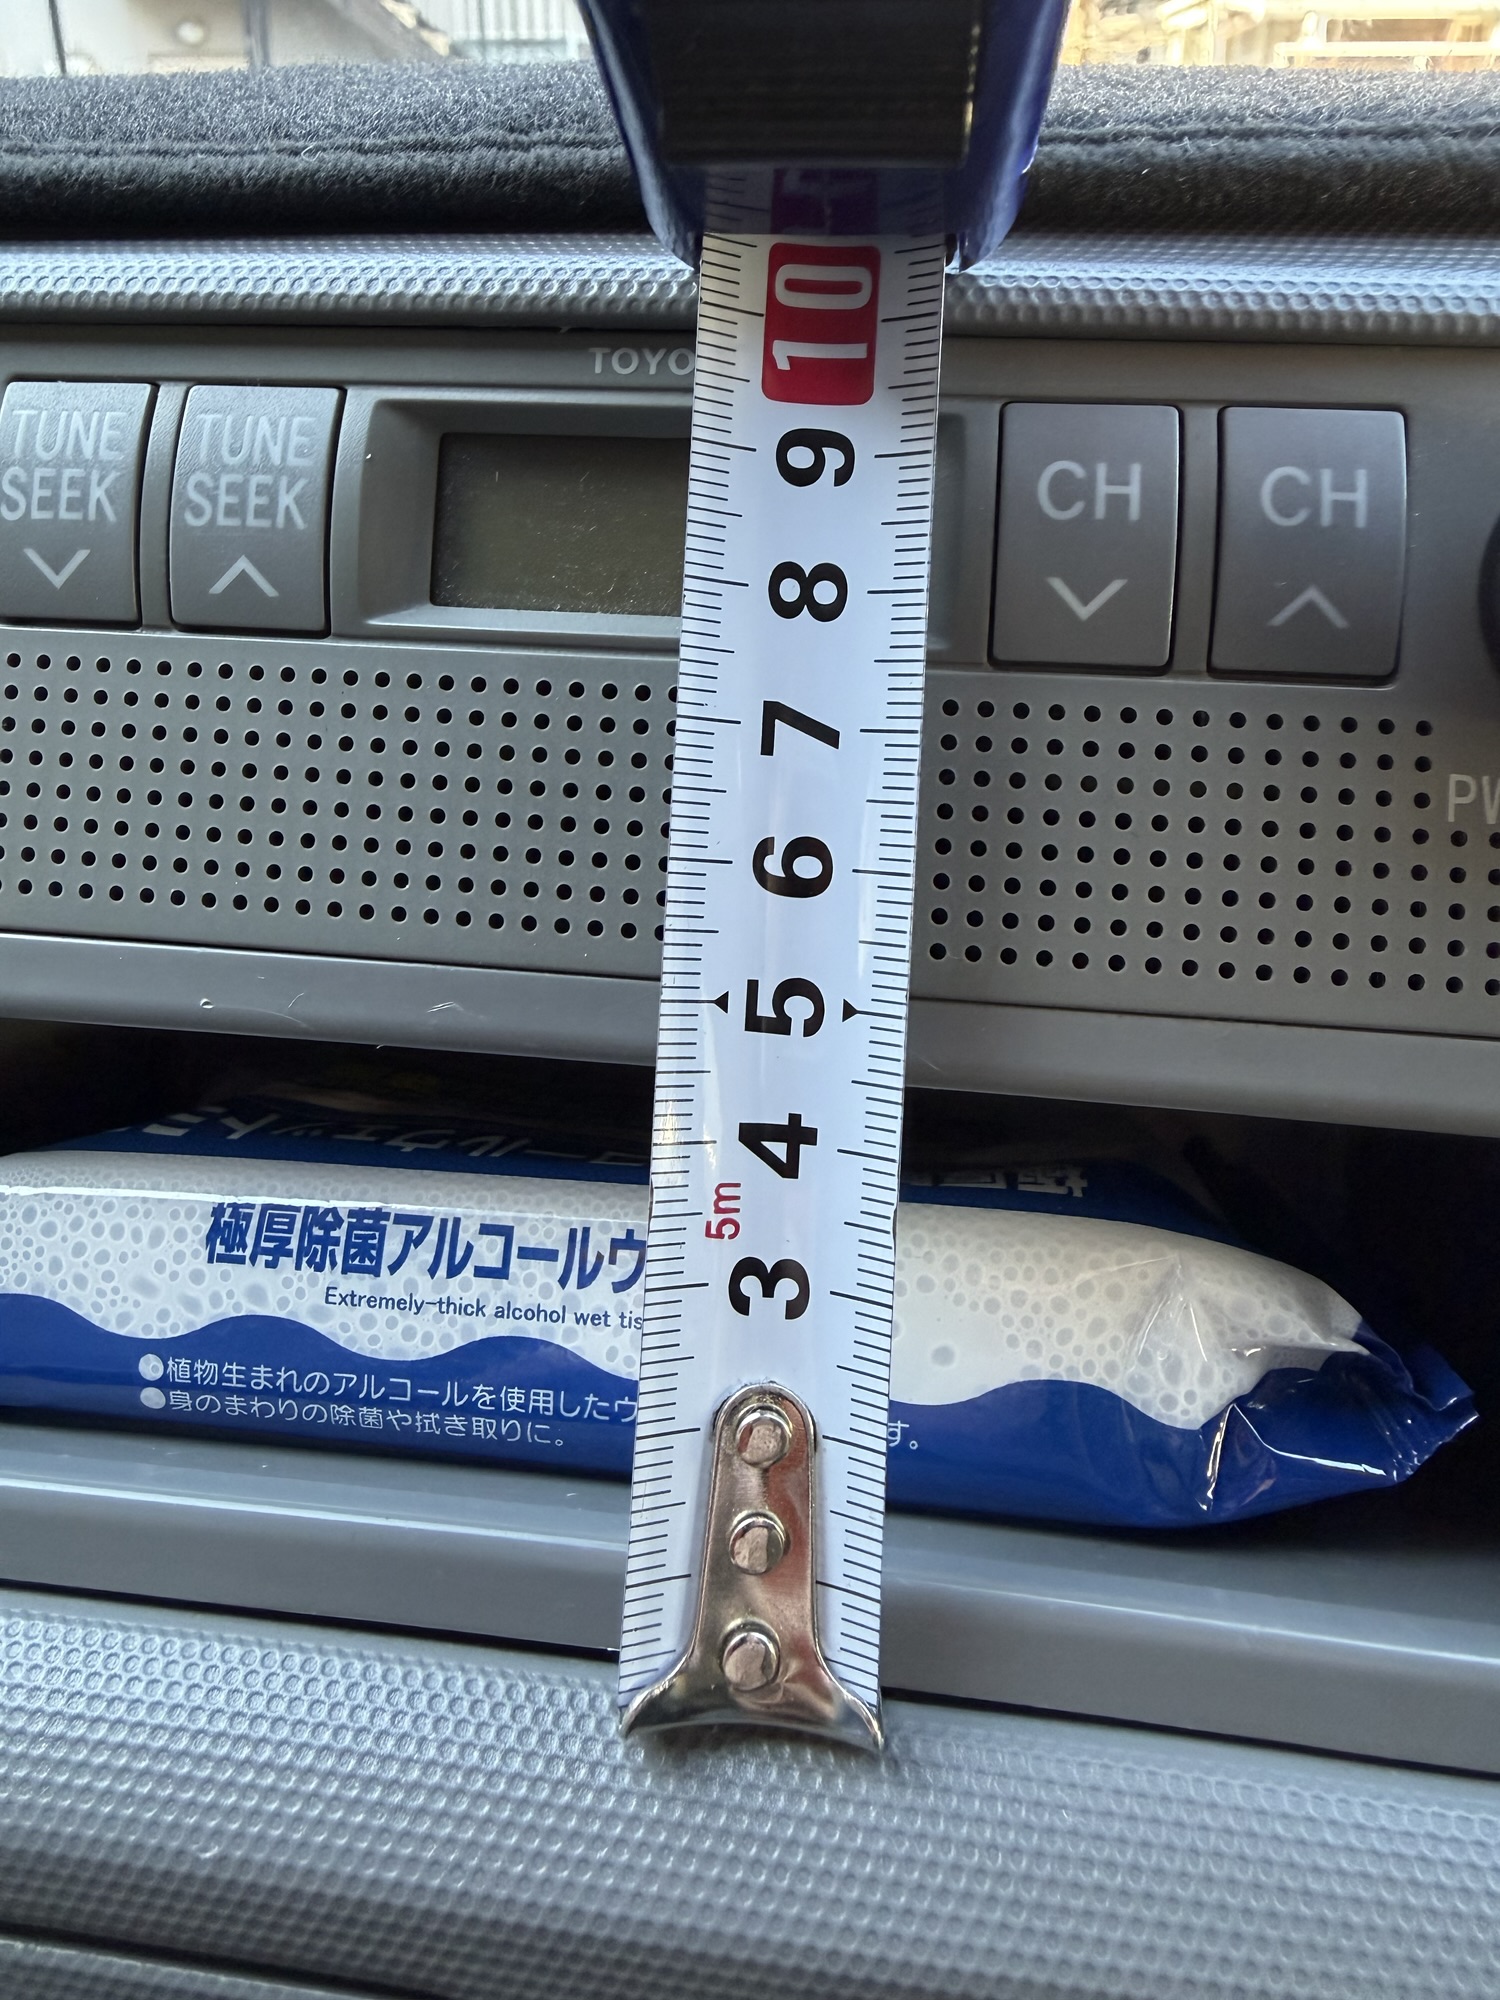 TOYO
TUNE
SEEK
TUNE
SEEK
CH
CH
10
9
8
7
6
5
4
5m
3
極厚除菌アルコールウ
Extremely-thick alcohol wet tis
●植物生まれのアルコールを使用したウ
●身のまわりの除菌や拭き取りに。
す。